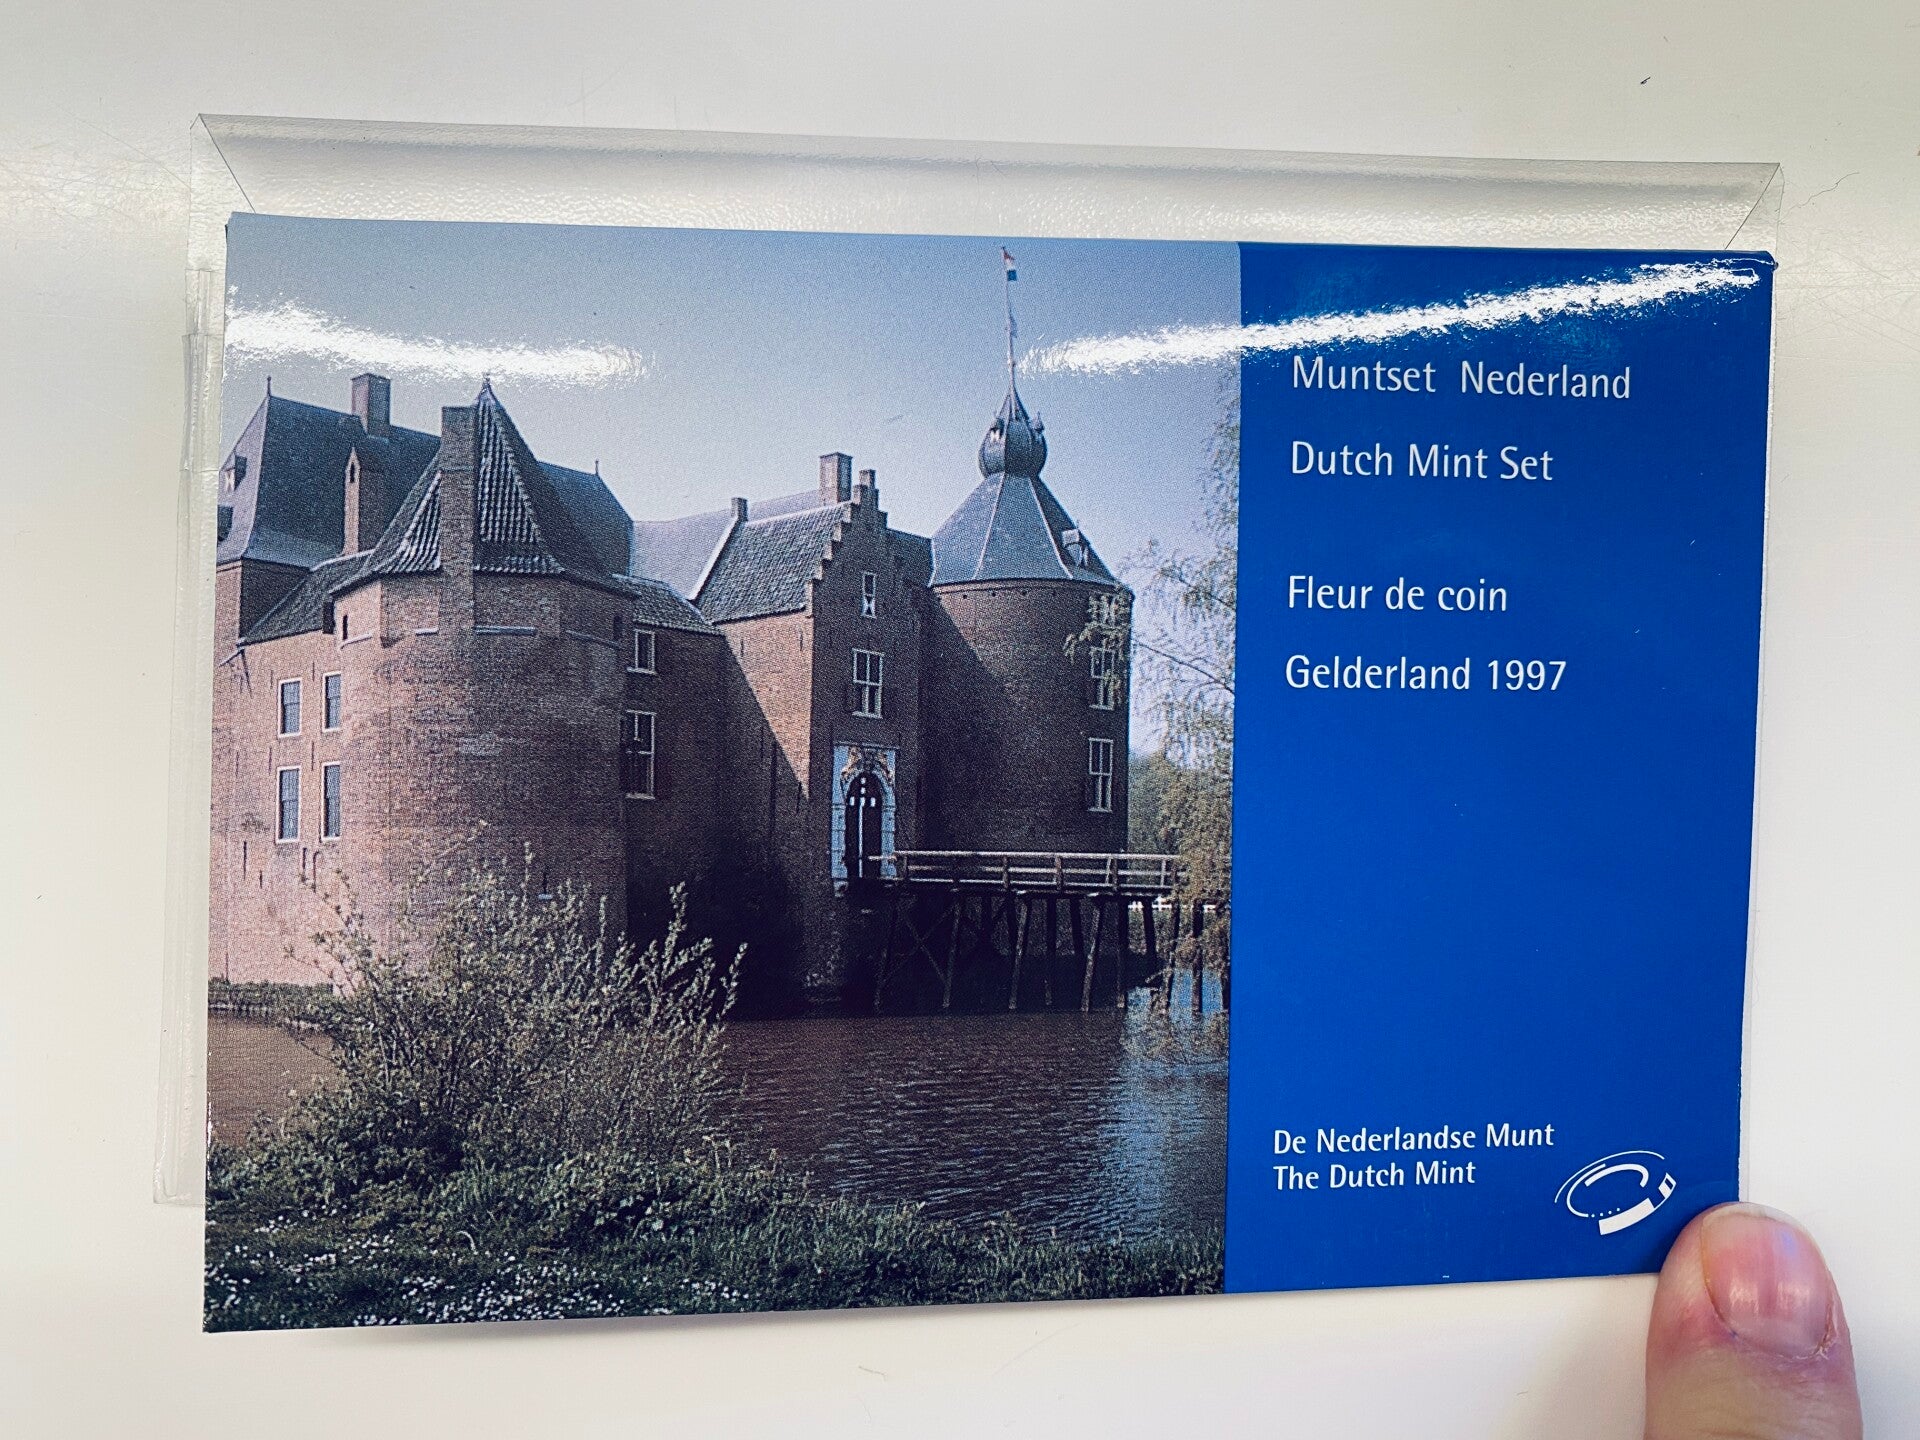 Muntset Nederland
Dutch Mint Set
Fleur de coin
Gelderland 1997
De Nederlandse Munt
The Dutch Mint